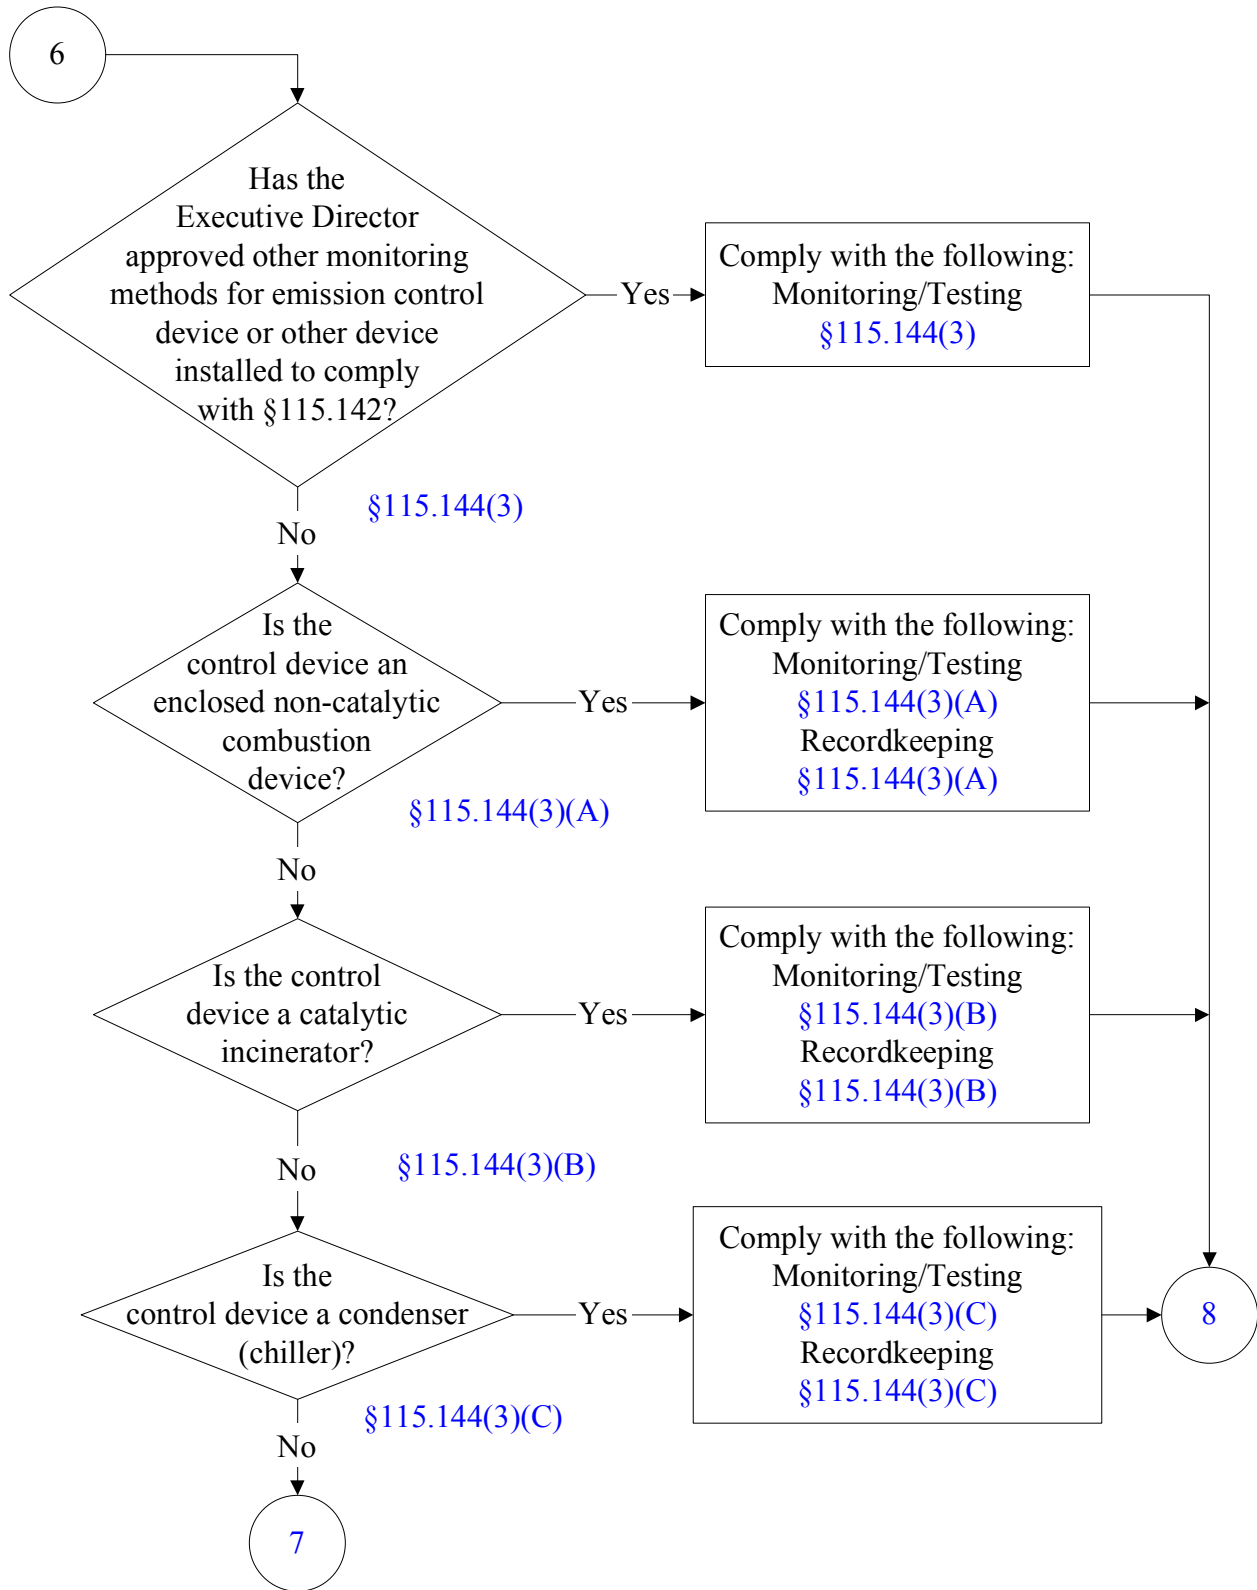 6
Has the
Executive Director
approved other monitoring
methods for emission control
device or other device
installed to comply
with §115.142?
Yes
Comply with the following:
Monitoring/Testing
§115.144(3)
§115.144(3)
No
Is the
control device an
enclosed non-catalytic
combustion
device?
Yes
Comply with the following:
Monitoring/Testing
§115.144(3)(A)
Recordkeeping
§115.144(3)(A)
§115.144(3)(A)
No
Is the control
device a catalytic
incinerator?
Yes
Comply with the following:
Monitoring/Testing
§115.144(3)(B)
Recordkeeping
§115.144(3)(B)
§115.144(3)(B)
No
Is the
control device a condenser
(chiller)?
Yes
Comply with the following:
Monitoring/Testing
§115.144(3)(C)
Recordkeeping
§115.144(3)(C)
8
§115.144(3)(C)
No
7